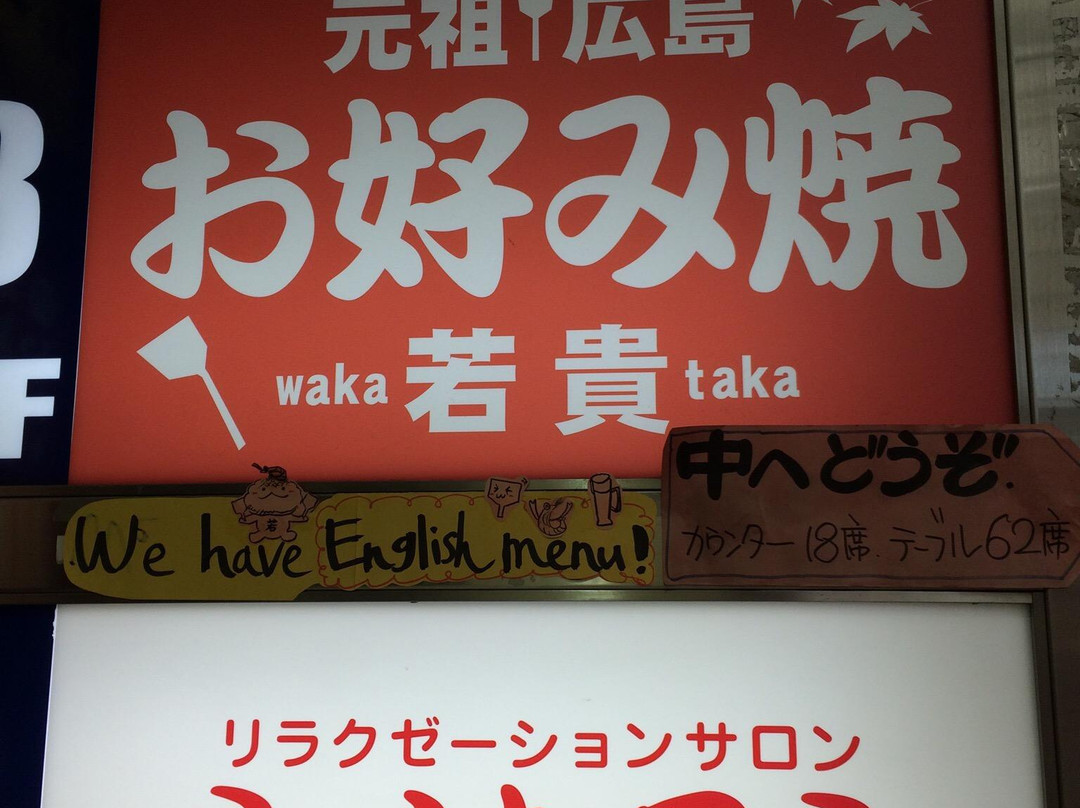 元祖 広島
お好み焼
waka 若貴 taka
若
We have English menu!
中へどうぞ.
カウンター 18席. テーブル 62席
F
リラクゼーションサロン